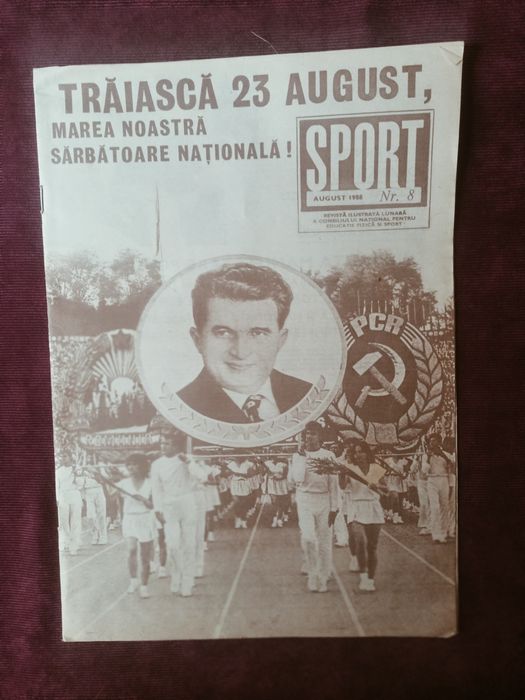 TRĂIASCĂ 23 AUGUST,
MAREA NOASTRĂ
SĂRBĂTOARE NAȚIONALĂ!
SPORT
AUGUST 1988 Nr. 8
REVISTĂ ILUSTRATĂ LUNARĂ
A CONSILIULUI NAȚIONAL PENTRU
EDUCAȚIE FIZICĂ ȘI SPORT
PCR